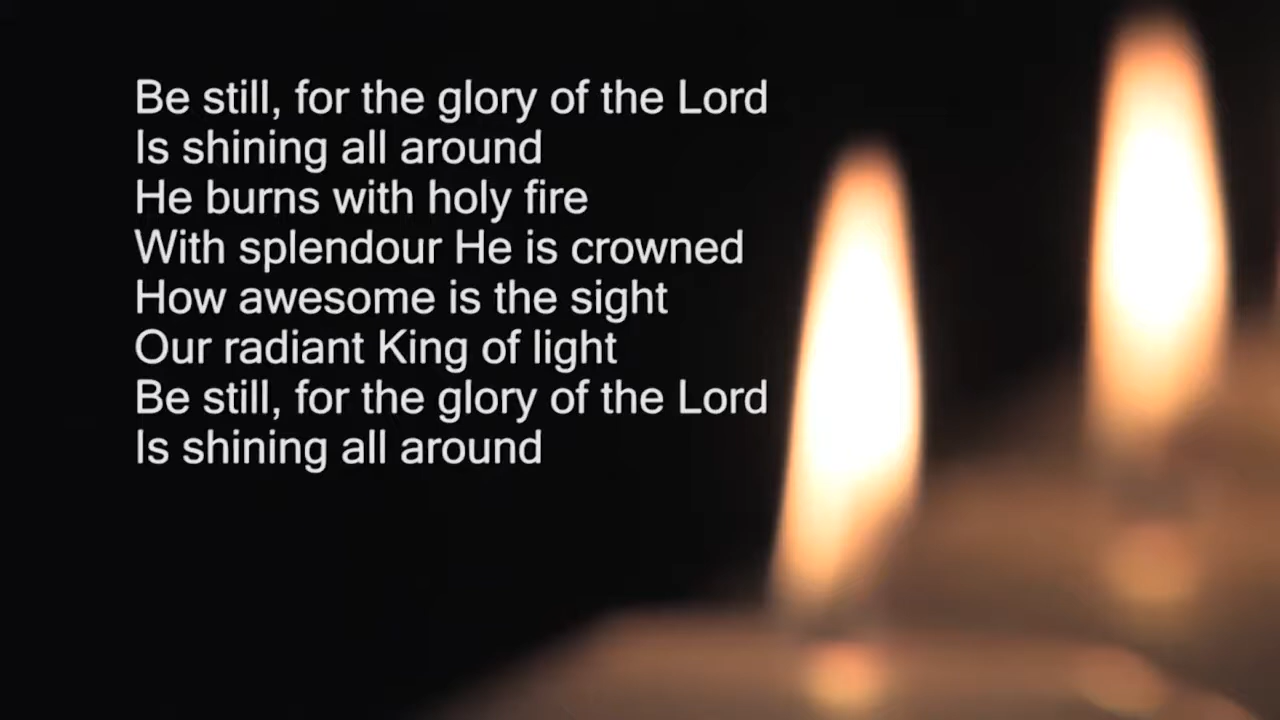 Be still, for the glory of the Lord
Is shining all around
He burns with holy fire
With splendour He is crowned
How awesome is the sight
Our radiant King of light
Be still, for the glory of the Lord
Is shining all around